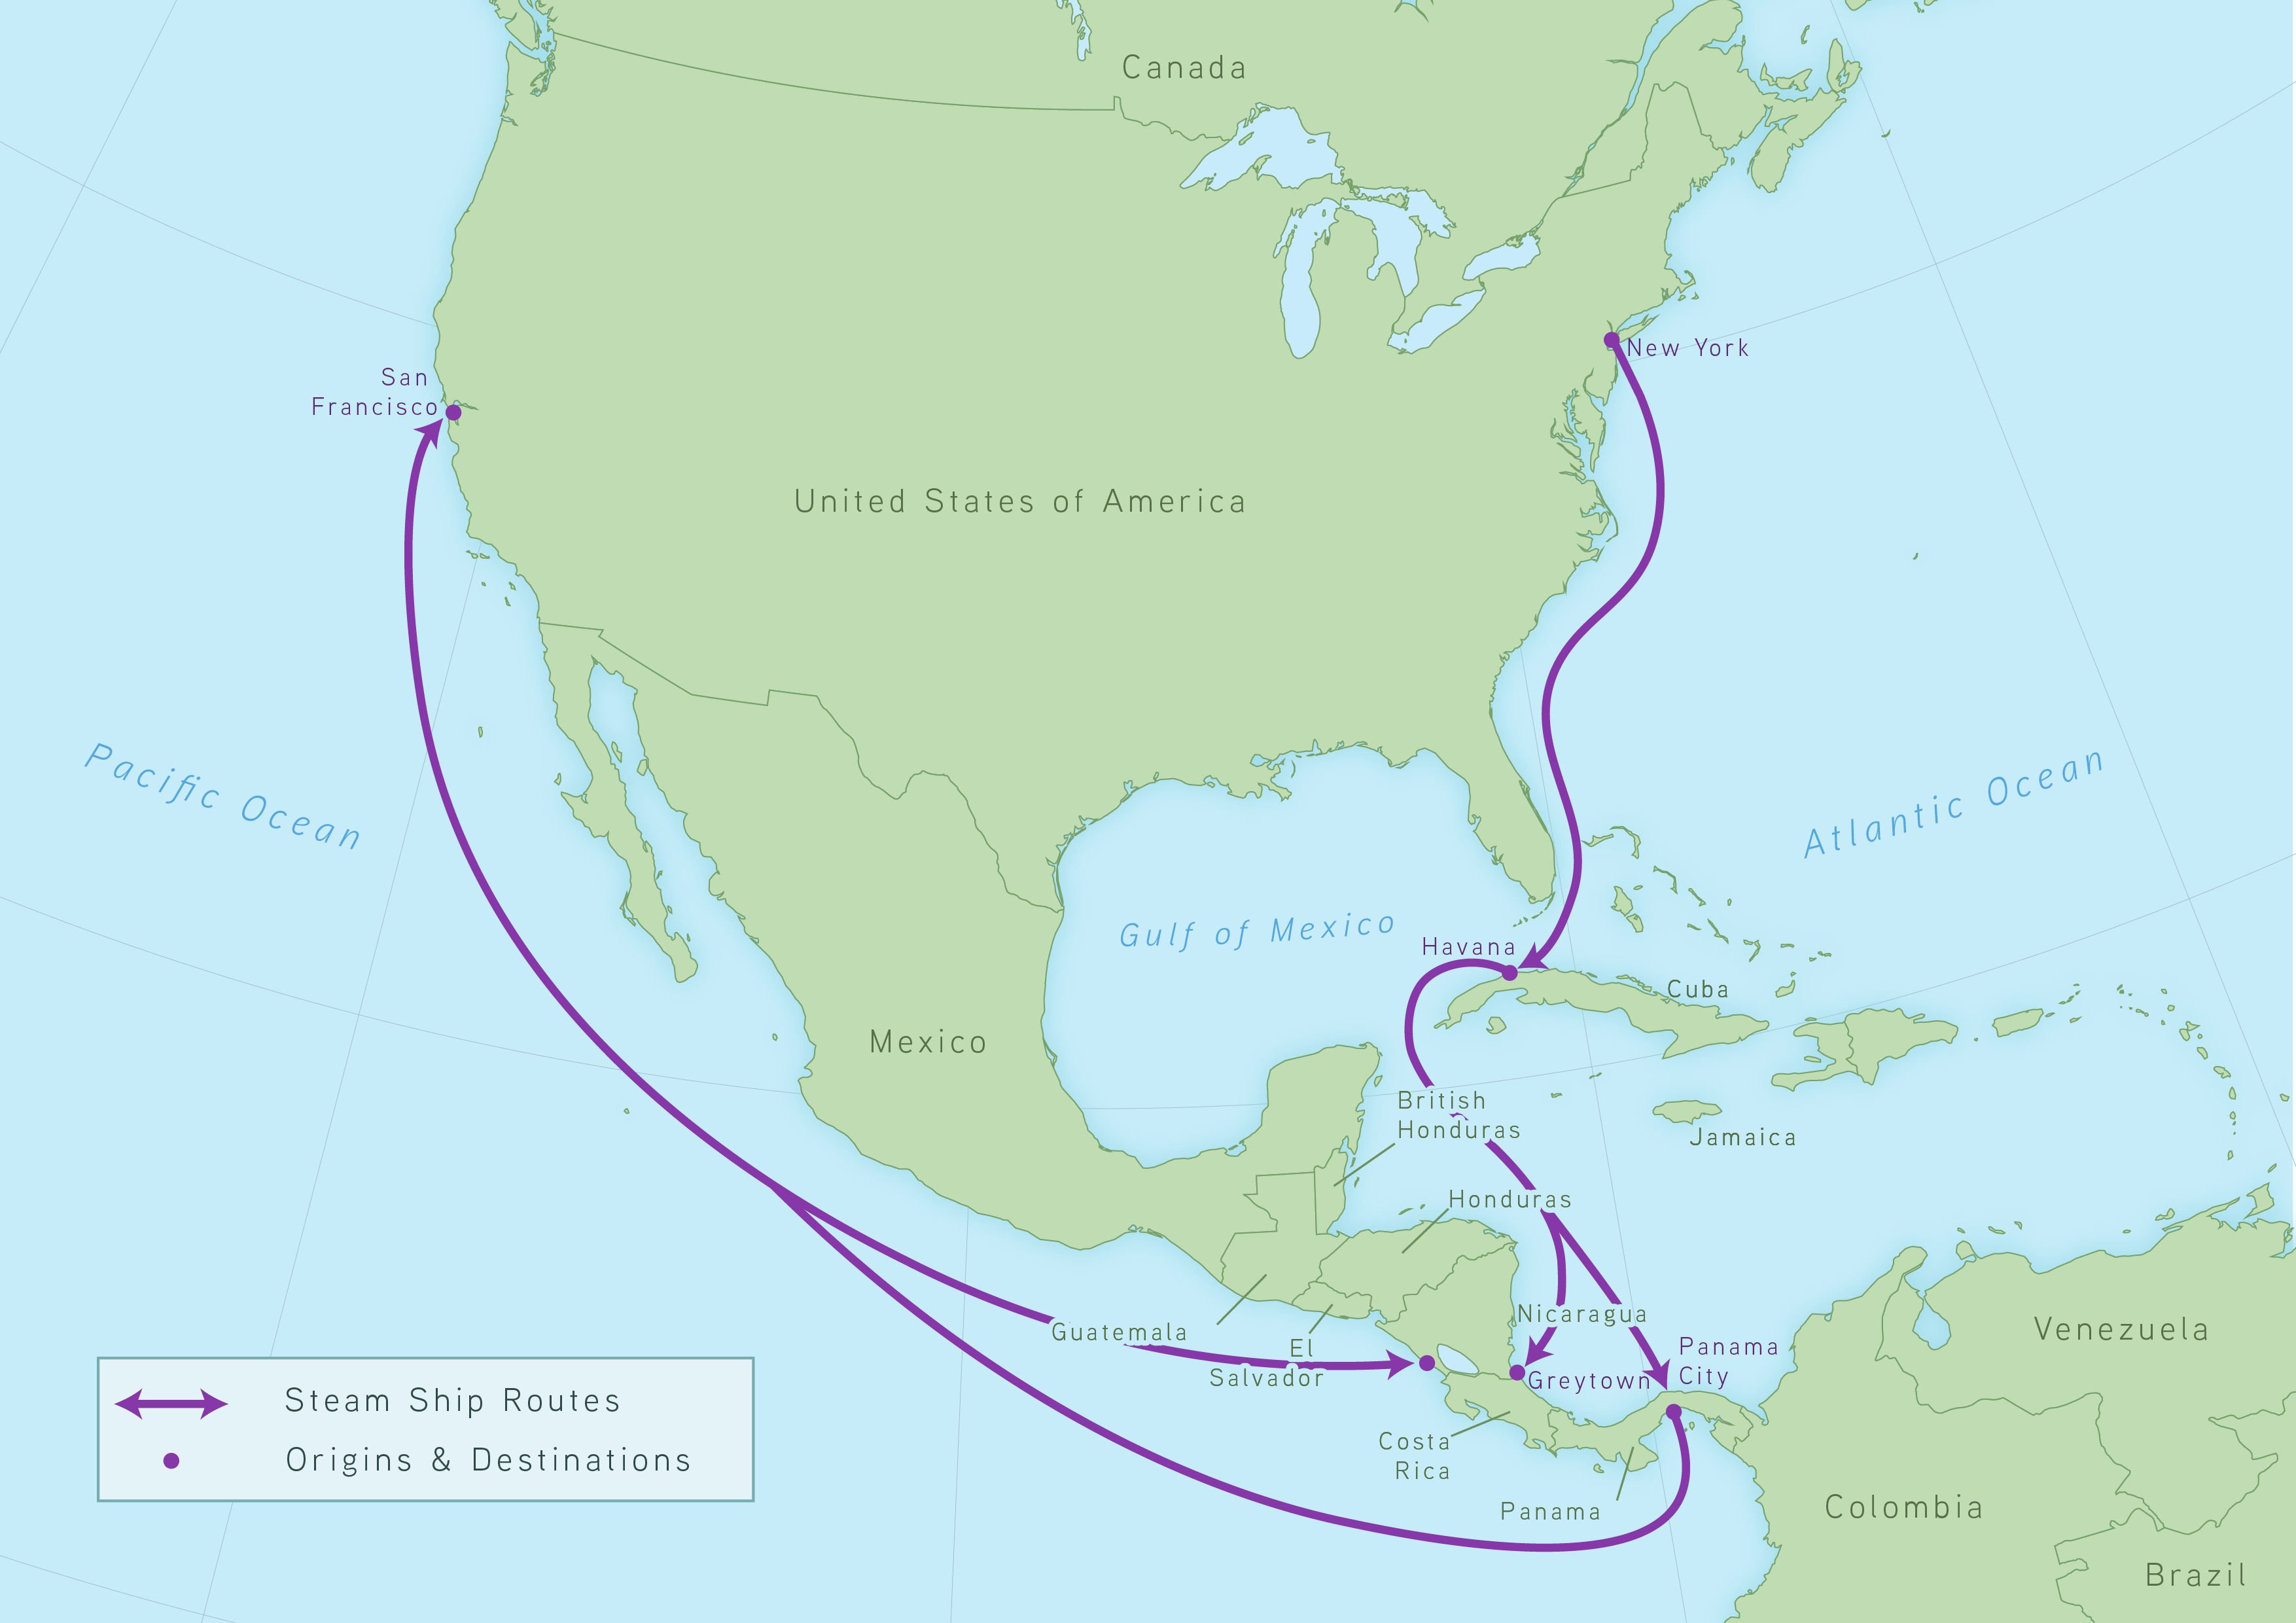 Canada
New York
San
Francisco
United States of America
Pacific Ocean
Atlantic Ocean
Gulf of Mexico
Havana
Cuba
Mexico
British
Honduras
Jamaica
Honduras
Nicaragua
Guatemala
El
Salvador
Panama
City
Greytown
Venezuela
Costa
Rica
Panama
Colombia
Brazil
Steam Ship Routes
Origins & Destinations